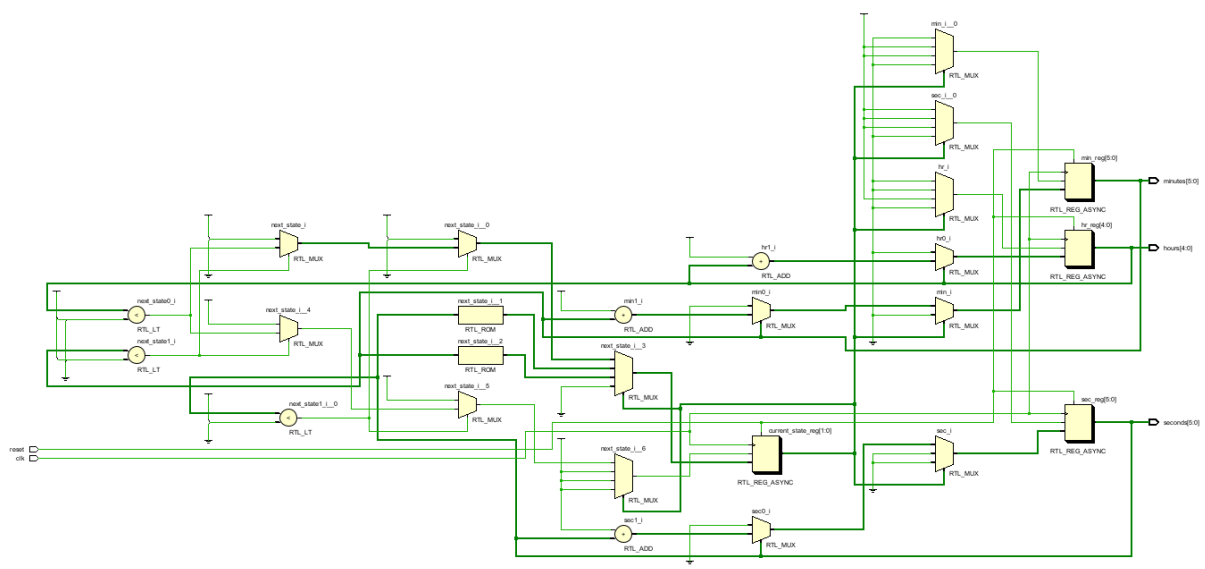 min_i__0
RTL_MUX
sec_i__0
RTL_MUX
min_reg[5:0]
hr_i
minutes[5:0]
RTL_MUX
RTL_REG_ASYNC
next_state_i
next_state_i__0
hr_reg[4:0]
hr1_i
hr0_i
hours[4:0]
RTL_MUX
RTL_MUX
+
RTL_ADD
RTL_MUX
RTL_REG_ASYNC
next_state0_i
next_state_i__4
next_state_i__1
min1_i
min0_i
min_i
<
+
RTL_LT
RTL_ROM
RTL_ADD
RTL_MUX
RTL_MUX
next_state1_i
RTL_MUX
next_state_i__2
next_state_i__3
<
RTL_LT
RTL_ROM
next_state_i__5
RTL_MUX
next_state1_i__0
sec_reg[5:0]
<
RTL_MUX
seconds[5:0]
RTL_LT
current_state_reg[1:0]
sec_i
reset
RTL_REG_ASYNC
clk
next_state_i__6
RTL_MUX
RTL_REG_ASYNC
RTL_MUX
sec1_i
sec0_i
+
RTL_ADD
RTL_MUX